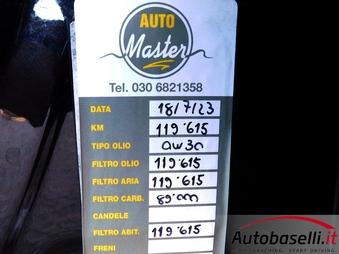 AUTO
Master
Tel. 030 6821358
DATA 18/7/23
KM 119'615
TIPO OLIO 0W30
FILTRO OLIO 119'615
FILTRO ARIA 119'615
FILTRO CARB. 89'000
CANDELE
FILTRO ABIT. 119'615
FRENI
Autobaselli.it